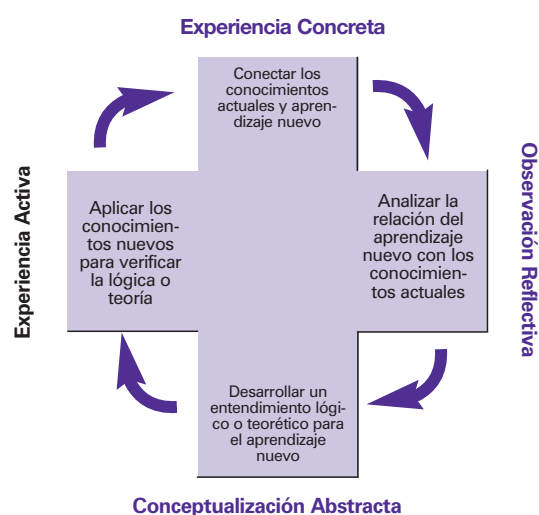 Experiencia Concreta
Conectar los
conocimientos
actuales y apren-
dizaje nuevo
Observación Reflectiva
Analizar la
relación del
aprendizaje
nuevo con los
conocimien-
tos actuales
Desarrollar un
entendimiento lógi-
co o teorético para
el aprendizaje
nuevo
Conceptualización Abstracta
Experiencia Activa
Aplicar los
conocimien-
tos nuevos
para verificar
la lógica o
teoría